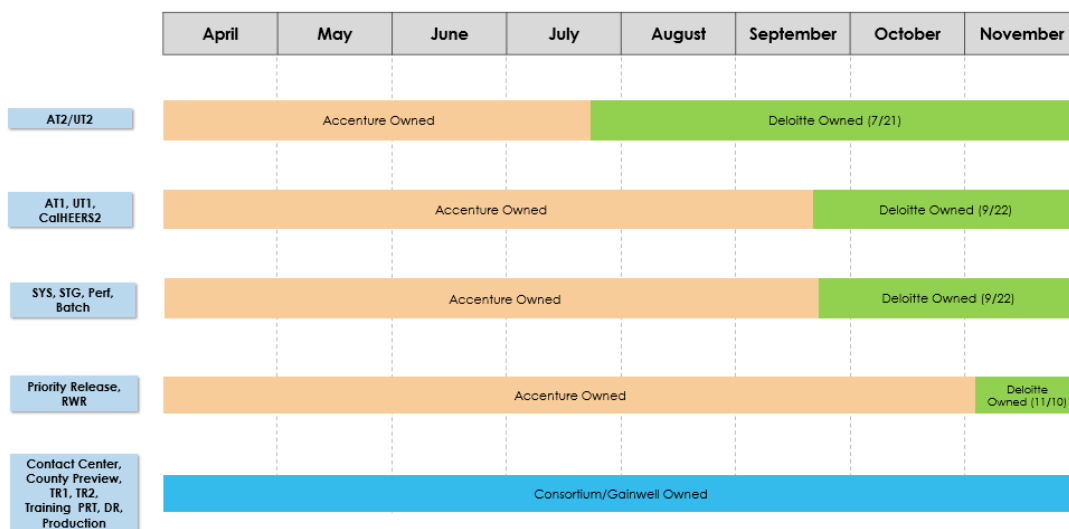 April May June July August September October November
AT2/UT2
Accenture Owned
Deloitte Owned (7/21)
AT1, UT1,
CalHEERS2
Accenture Owned
Deloitte Owned (9/22)
SYS, STG, Perf,
Batch
Accenture Owned
Deloitte Owned (9/22)
Priority Release,
RWR
Accenture Owned
Deloitte
Owned (11/10)
Contact Center,
County Preview,
TR1, TR2,
Training PRT, DR,
Production
Consortium/Gainwell Owned